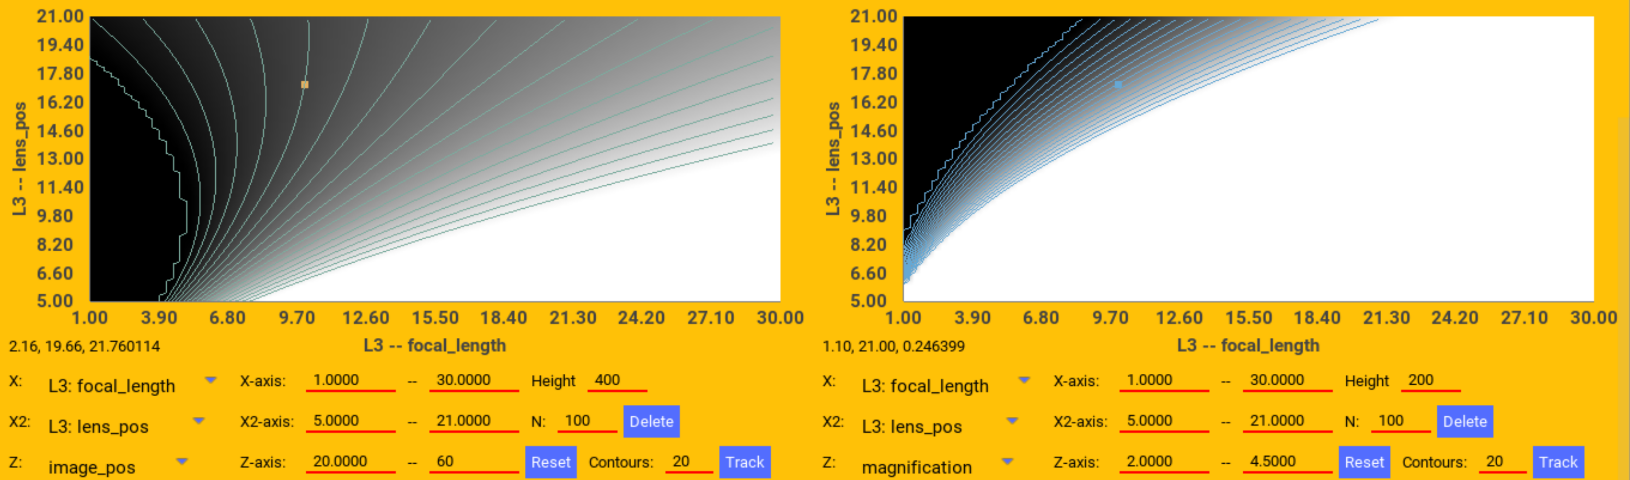 21.00
19.40
17.80
16.20
14.60
13.00
11.40
9.80
8.20
6.60
5.00
L3 -- lens_pos
1.00 3.90 6.80 9.70 12.60 15.50 18.40 21.30 24.20 27.10 30.00
2.16, 19.66, 21.760114 L3 -- focal_length
X: L3: focal_length X-axis: 1.0000 -- 30.0000 Height 400
X2: L3: lens_pos X2-axis: 5.0000 -- 21.0000 N: 100 Delete
Z: image_pos Z-axis: 20.0000 -- 60 Reset Contours: 20 Track
21.00
19.40
17.80
16.20
14.60
13.00
11.40
9.80
8.20
6.60
5.00
L3 -- lens_pos
1.00 3.90 6.80 9.70 12.60 15.50 18.40 21.30 24.20 27.10 30.00
1.10, 21.00, 0.246399 L3 -- focal_length
X: L3: focal_length X-axis: 1.0000 -- 30.0000 Height 200
X2: L3: lens_pos X2-axis: 5.0000 -- 21.0000 N: 100 Delete
Z: magnification Z-axis: 2.0000 -- 4.5000 Reset Contours: 20 Track